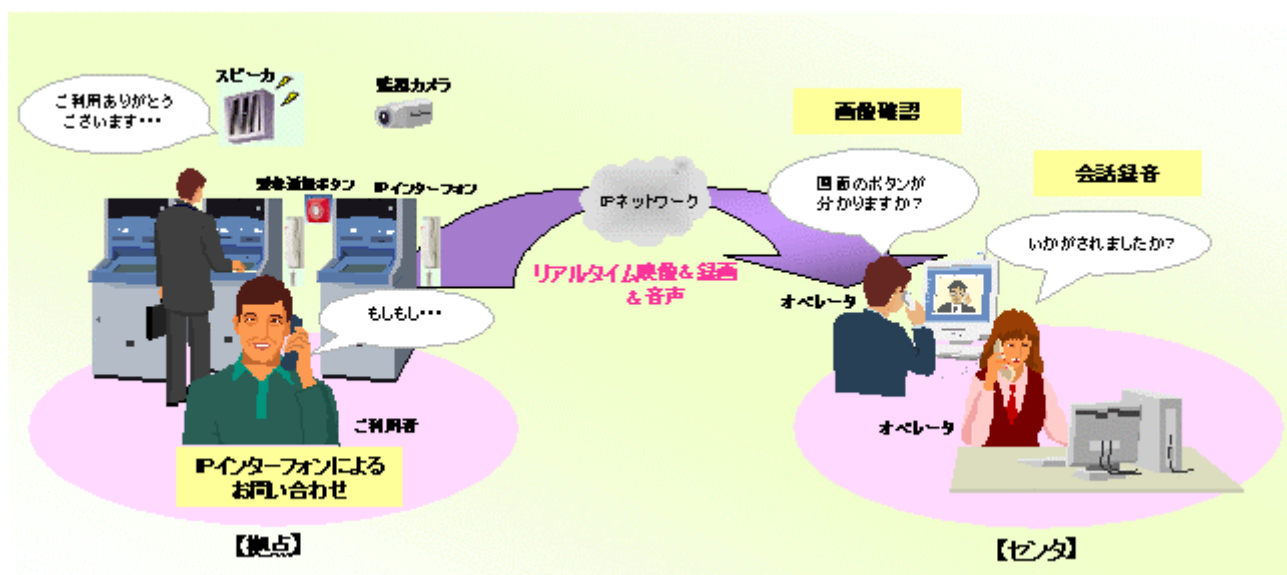 スピーカ
ご利用ありがとう
ございます・・・
監視カメラ
画像確認
会話録音
画面のボタンが
分かりますか?
いかがされましたか?
通報ボタン
IPインターフォン
IPネットワーク
リアルタイム映像&録画
&音声
もしもし・・・
オペレータ
オペレータ
ご利用者
IPインターフォンによる
お問い合わせ
【拠点】
【センタ】